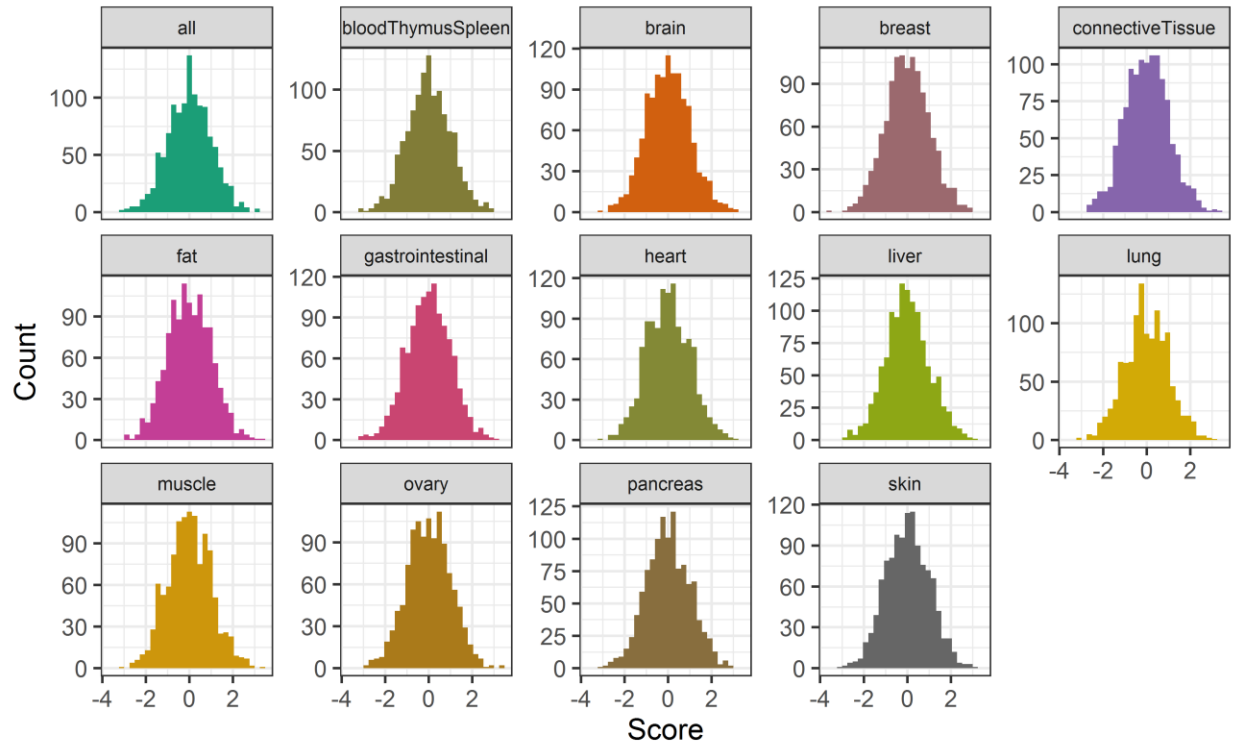 all bloodThymusSpleen brain breast connectiveTissue
100 50 0
100 50 0
120 90 60 30 0
90 60 30 0
100 75 50 25 0
fat gastrointestinal heart liver lung
90 60 30 0
120 90 60 30 0
120 90 60 30 0
125 100 75 50 25 0
100 50 0
-4 -2 0 2
muscle ovary pancreas skin
90 60 30 0
90 60 30 0
125 100 75 50 25 0
120 90 60 30 0
-4 -2 0 2 -4 -2 0 2 -4 -2 0 2 -4 -2 0 2
Count
Score